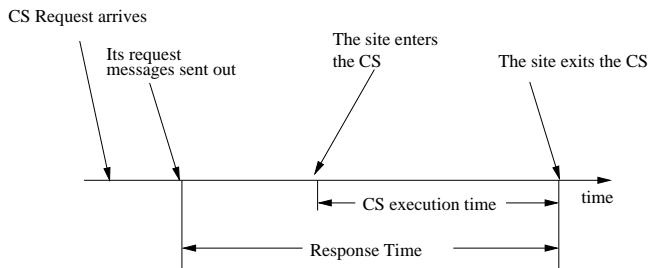 CS Request arrives
Its request
messages sent out
The site enters
the CS
The site exits the CS
time
CS execution time
Response Time